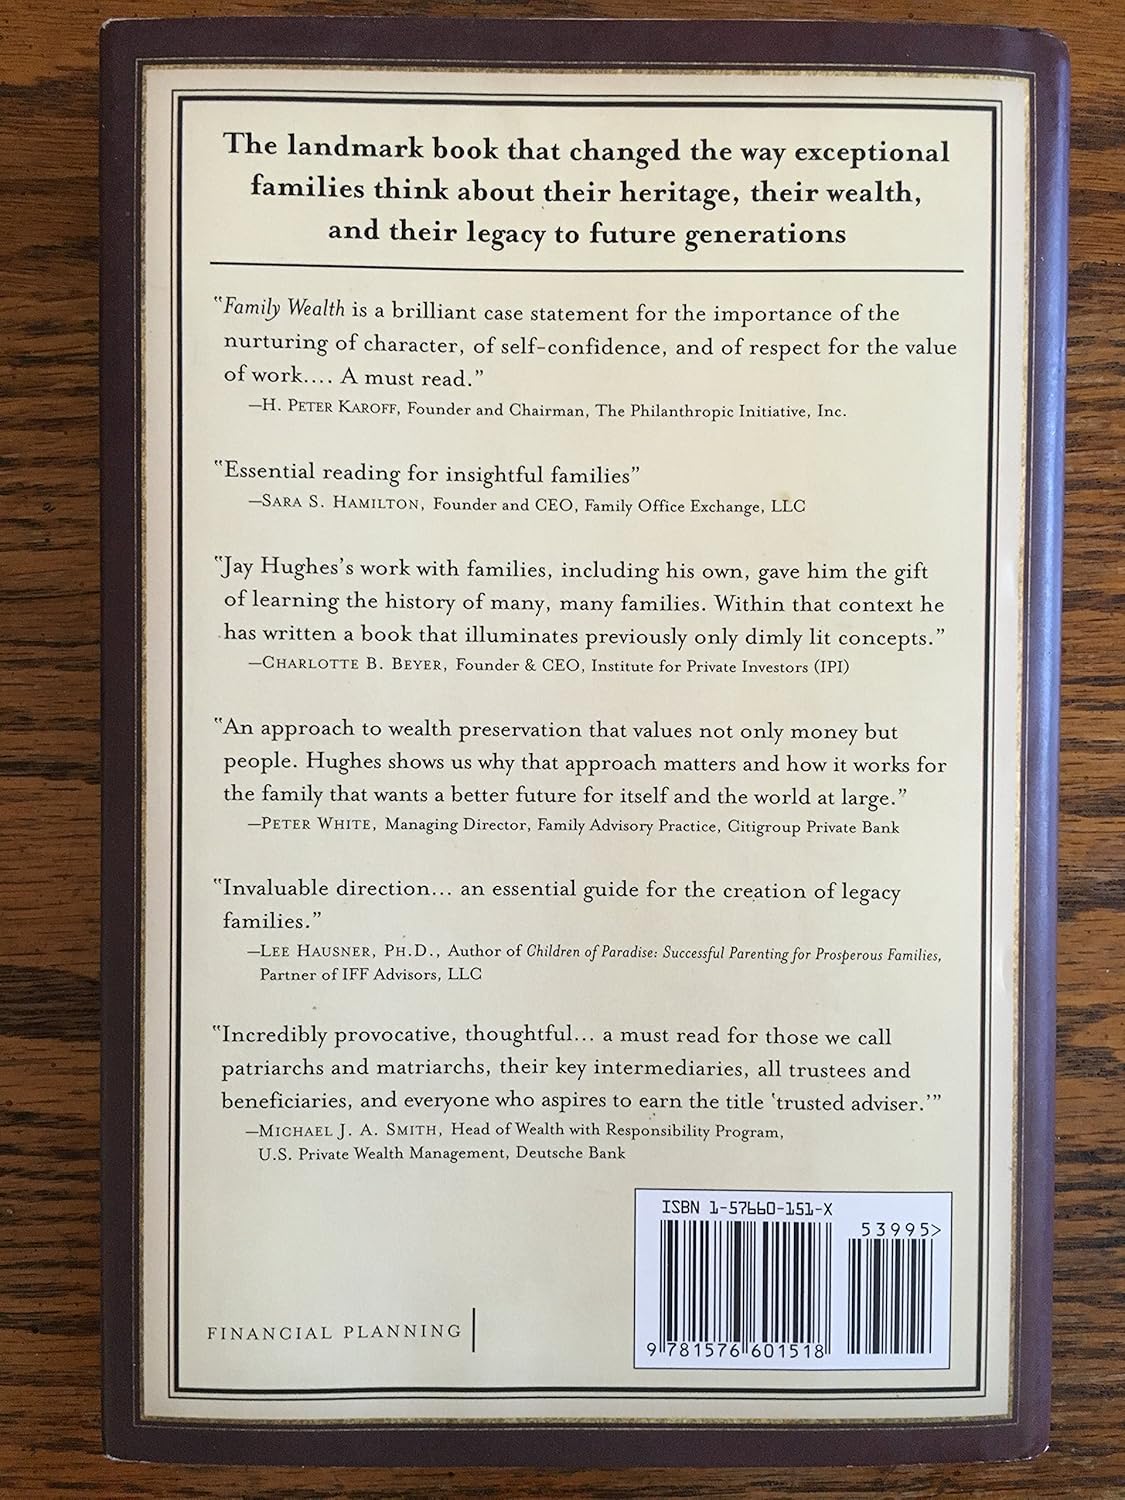 The landmark book that changed the way exceptional
families think about their heritage, their wealth,
and their legacy to future generations
"Family Wealth is a brilliant case statement for the importance of the
nurturing of character, of self-confidence, and of respect for the value
of work.... A must read."
—H. PETER KAROFF, Founder and Chairman, The Philanthropic Initiative, Inc.
"Essential reading for insightful families"
—SARA S. HAMILTON, Founder and CEO, Family Office Exchange, LLC
"Jay Hughes's work with families, including his own, gave him the gift
of learning the history of many, many families. Within that context he
has written a book that illuminates previously only dimly lit concepts."
—CHARLOTTE B. BEYER, Founder & CEO, Institute for Private Investors (IPI)
"An approach to wealth preservation that values not only money but
people. Hughes shows us why that approach matters and how it works for
the family that wants a better future for itself and the world at large."
—PETER WHITE, Managing Director, Family Advisory Practice, Citigroup Private Bank
"Invaluable direction... an essential guide for the creation of legacy
families."
—LEE HAUSNER, PH.D., Author of Children of Paradise: Successful Parenting for Prosperous Families,
Partner of IFF Advisors, LLC
"Incredibly provocative, thoughtful... a must read for those we call
patriarchs and matriarchs, their key intermediaries, all trustees and
beneficiaries, and everyone who aspires to earn the title 'trusted adviser.'"
—MICHAEL J. A. SMITH, Head of Wealth with Responsibility Program,
U.S. Private Wealth Management, Deutsche Bank
ISBN 1-57660-151-X
53995>
9 781576 601518
FINANCIAL PLANNING